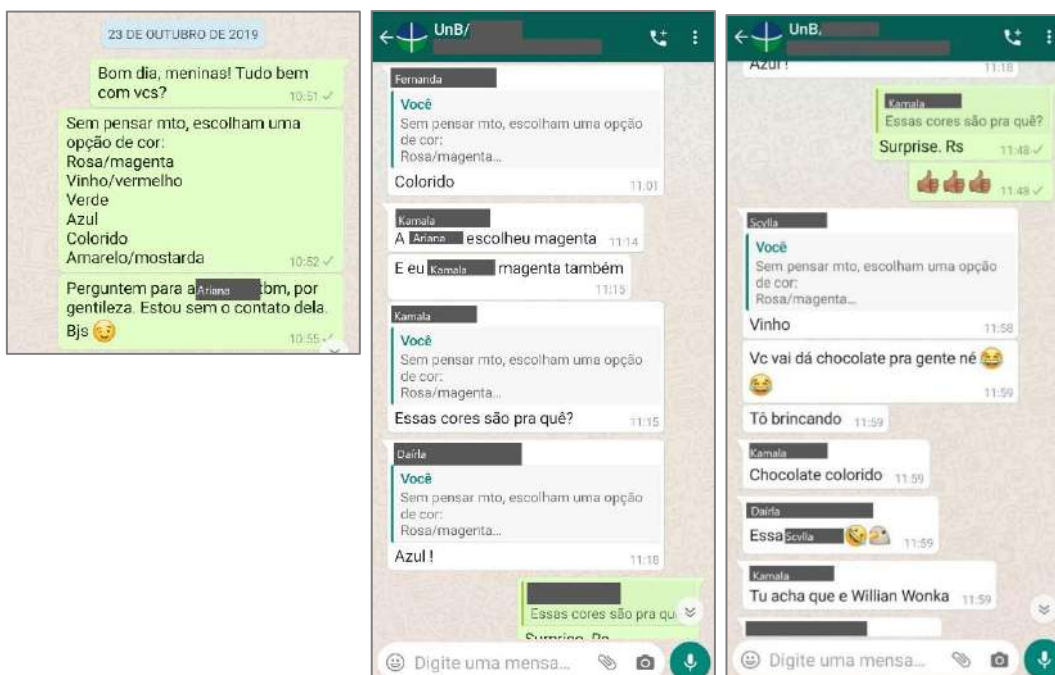 23 DE OUTUBRO DE 2019
Bom dia, meninas! Tudo bem
com vcs?
10:51
Sem pensar mto, escolham uma
opção de cor:
Rosa/magenta
Vinho/vermelho
Verde
Azul
Colorido
Amarelo/mostarda
10:52
Perguntem para a Ariana tbm, por
gentileza. Estou sem o contato dela.
Bjs 😉
10:55
UnB/
Fernanda
Você
Sem pensar mto, escolham uma opção
de cor:
Rosa/magenta...
Colorido
11:01
Kamala
A Ariana escolheu magenta 11:14
E eu Kamala magenta também
11:15
Kamala
Você
Sem pensar mto, escolham uma opção
de cor:
Rosa/magenta...
Essas cores são pra quê?
11:15
Daírla
Você
Sem pensar mto, escolham uma opção
de cor:
Rosa/magenta...
Azul !
11:18
Essas cores são pra qu
Surprise. Rs
Digite uma mensa...
UnB.
Azul !
11:18
Kamala
Essas cores são pra quê?
Surprise. Rs 11:48
👍🏾👍🏾👍🏾 11:48
Scylla
Você
Sem pensar mto, escolham uma opção
de cor:
Rosa/magenta...
Vinho
11:58
Vc vai dá chocolate pra gente né 😂
😂
11:59
Tô brincando 11:59
Kamala
Chocolate colorido 11:59
Daírla
Essa Scylla 11:59
Kamala
Tu acha que e Willian Wonka 11:59
Digite uma mensa...